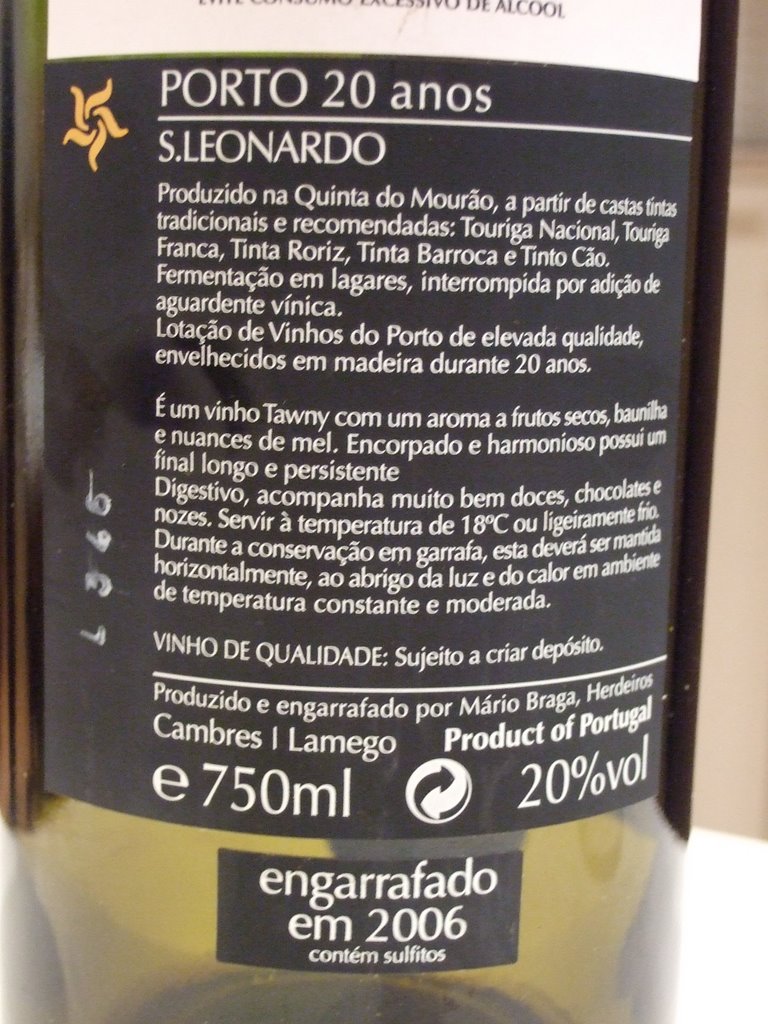 EVITE CONSUMO EXCESSIVO DE ÁLCOOL
PORTO 20 anos
S.LEONARDO
Produzido na Quinta do Mourão, a partir de castas tintas
tradicionais e recomendadas: Touriga Nacional, Touriga
Franca, Tinta Roriz, Tinta Barroca e Tinto Cão.
Fermentação em lagares, interrompida por adição de
aguardente vínica.
Lotação de Vinhos do Porto de elevada qualidade,
envelhecidos em madeira durante 20 anos.
É um vinho Tawny com um aroma a frutos secos, baunilha
e nuances de mel. Encorpado e harmonioso possui um
final longo e persistente
Digestivo, acompanha muito bem doces, chocolates e
nozes. Servir à temperatura de 18ºC ou ligeiramente frio.
Durante a conservação em garrafa, esta deverá ser mantida
horizontalmente, ao abrigo da luz e do calor em ambiente
de temperatura constante e moderada.
VINHO DE QUALIDADE: Sujeito a criar depósito.
Produzido e engarrafado por Mário Braga, Herdeiros
Cambres | Lamego Product of Portugal
e 750ml 20%vol
engarrafado
em 2006
contém sulfitos